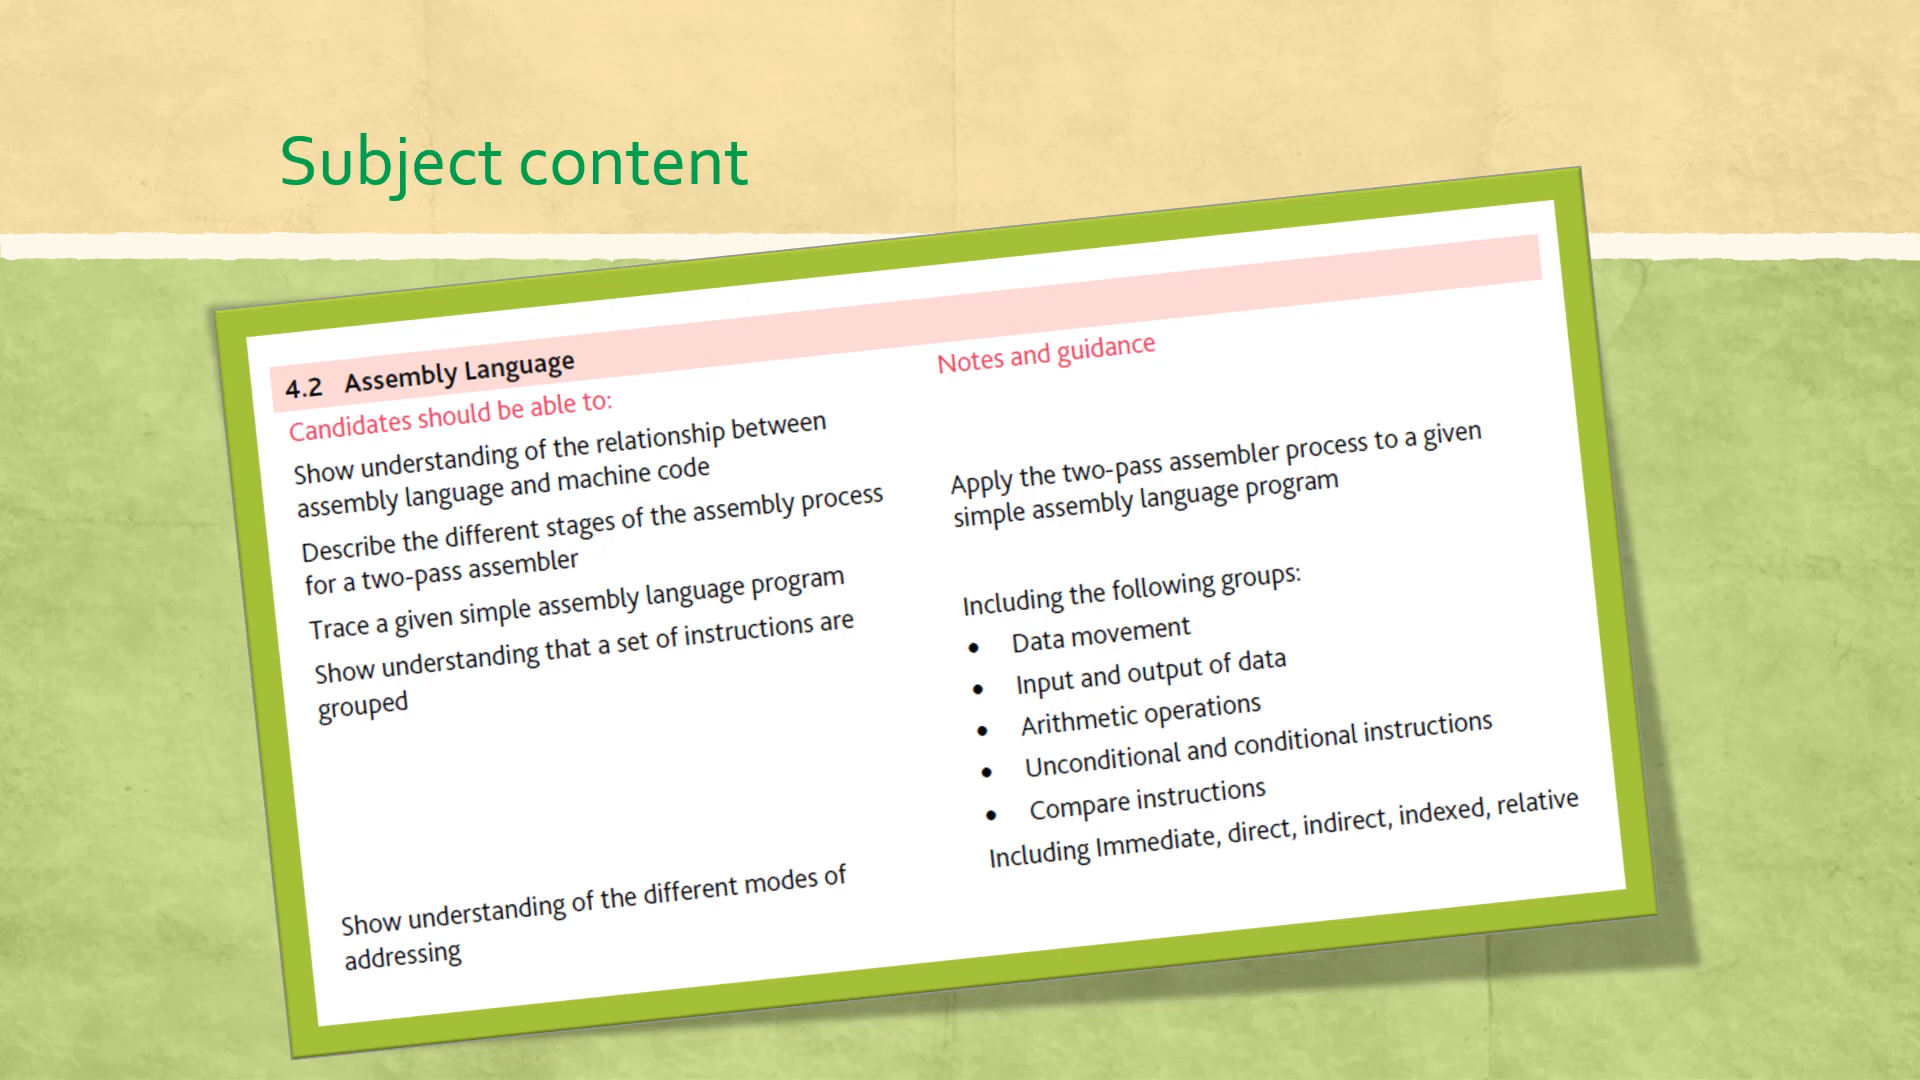 Subject content
4.2 Assembly Language
Candidates should be able to:
Notes and guidance
Show understanding of the relationship between
assembly language and machine code
Describe the different stages of the assembly process
for a two-pass assembler
Apply the two-pass assembler process to a given
simple assembly language program
Trace a given simple assembly language program
Show understanding that a set of instructions are
grouped
Including the following groups:
• Data movement
• Input and output of data
• Arithmetic operations
• Unconditional and conditional instructions
• Compare instructions
Show understanding of the different modes of
addressing
Including Immediate, direct, indirect, indexed, relative